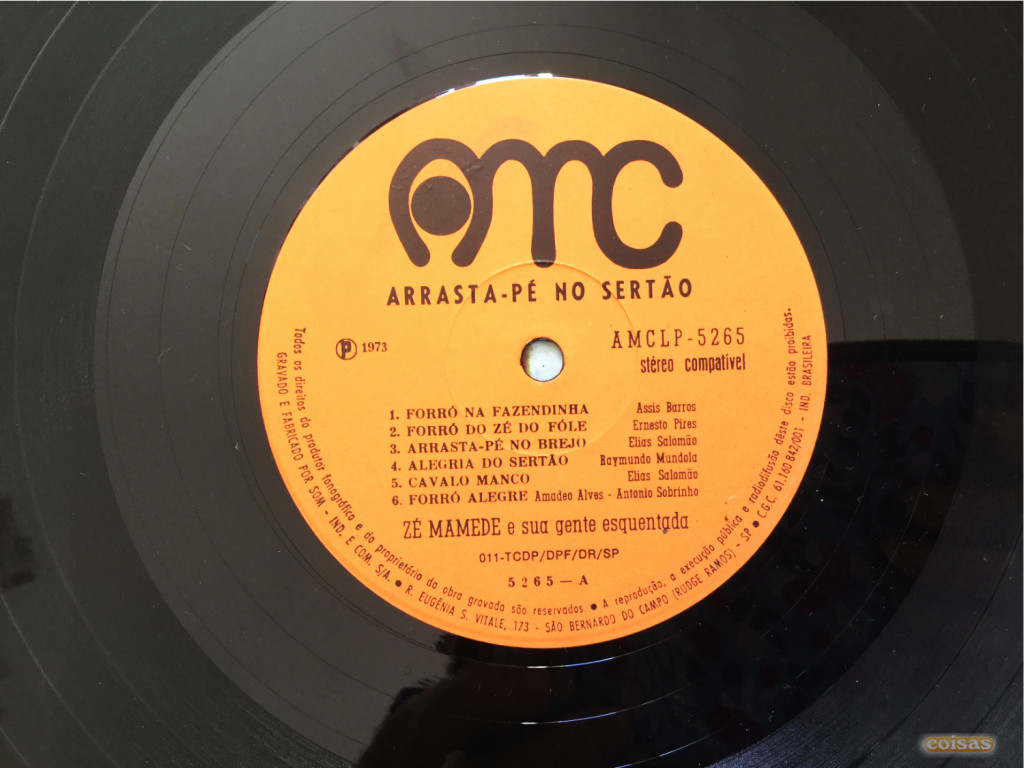 AMC
ARRASTA-PÉ NO SERTÃO
P 1973
AMCLP-5265
stéreo compatível
1. FORRÓ NA FAZENDINHA Assis Barros
2. FORRÓ DO ZÉ DO FÓLE Ernesto Pires
3. ARRASTA-PÉ NO BREJO Elias Salomão
4. ALEGRIA DO SERTÃO Raymundo Mundola
5. CAVALO MANCO Elias Salomão
6. FORRÓ ALEGRE Amadeo Alves - Antonio Sobrinho
ZÉ MAMEDE e sua gente esquentada
011-TCDP/DPF/DR/SP
5265-A
Todos os direitos do produtor fonográfico e do proprietário da obra gravada são reservados. ● A reprodução, a execução pública e radiodifusão dêste disco estão proibidas.
GRAVADO E FABRICADO POR SOM - IND. E COM. S/A. ● R. EUGÊNIA S. VITALE, 173 - SÃO BERNARDO DO CAMPO (RUDGE RAMOS) - SP ● C.G.C. 61.160.842/001 - IND. BRASILEIRA
coisas